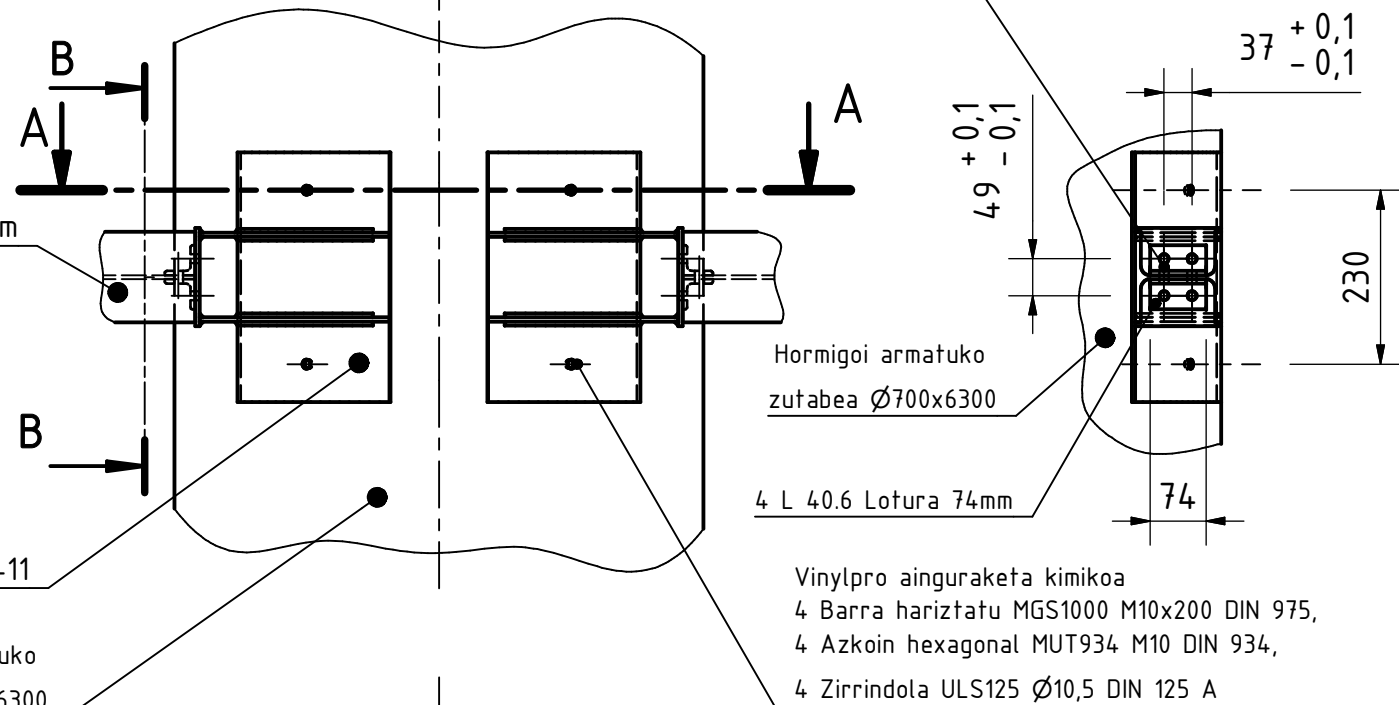 B
A
A
37 + 0,1
- 0,1
49 + 0,1
- 0,1
m
230
Hormigoi armatuko
zutabea Ø700x6300
4 L 40.6 Lotura 74mm
74
B
-11
Vinylpro ainguraketa kimikoa
4 Barra hariztatu MGS1000 M10x200 DIN 975,
4 Azkoin hexagonal MUT934 M10 DIN 934,
4 Zirrindola ULS125 Ø10,5 DIN 125 A
uko
6300